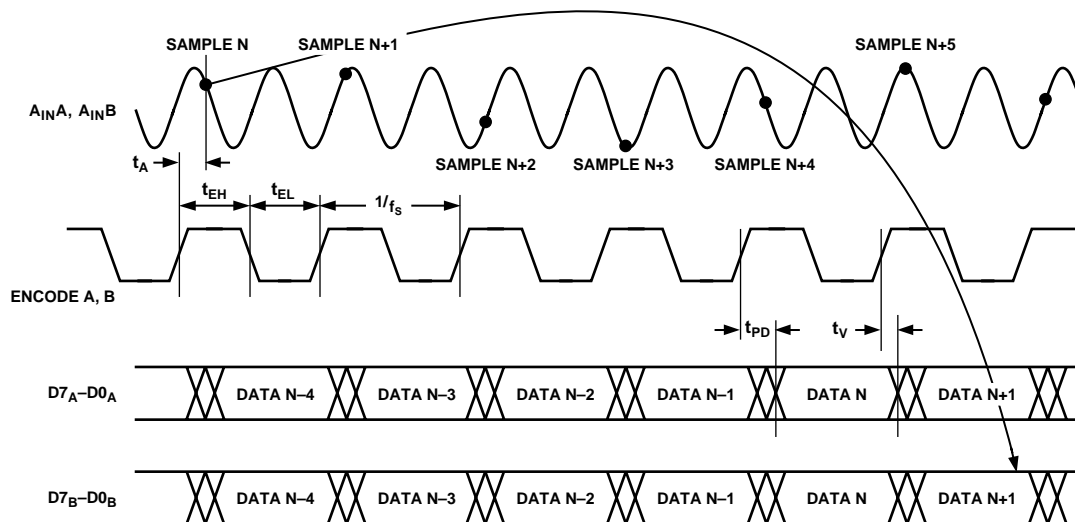 SAMPLE N
SAMPLE N+1
SAMPLE N+5
AINA, AINB
SAMPLE N+2
SAMPLE N+3
SAMPLE N+4
tA
tEH
tEL
1/fS
ENCODE A, B
tPD
tV
D7A–D0A
DATA N–4
DATA N–3
DATA N–2
DATA N–1
DATA N
DATA N+1
D7B–D0B
DATA N–4
DATA N–3
DATA N–2
DATA N–1
DATA N
DATA N+1